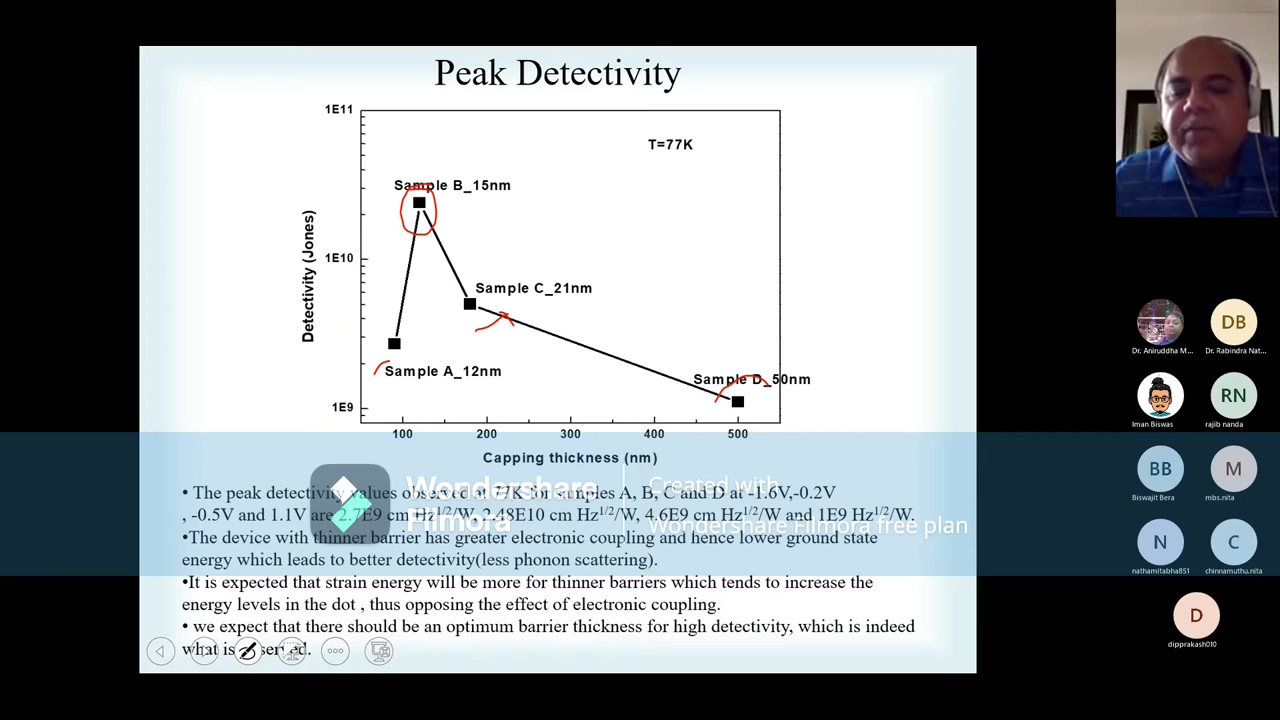 Peak Detectivity
1E11
T=77K
Sample B_15nm
Detectivity (Jones)
1E10
Sample C_21nm
Sample A_12nm
Sample D_50nm
1E9
100 200 300 400 500
Capping thickness (nm)
• The peak detectivity values observed at 77K for samples A, B, C and D at -1.6V,-0.2V
, -0.5V and 1.1V are 2.7E9 cm Hz1/2/W, 2.48E10 cm Hz1/2/W, 4.6E9 cm Hz1/2/W and 1E9 Hz1/2/W.
•The device with thinner barrier has greater electronic coupling and hence lower ground state
energy which leads to better detectivity(less phonon scattering).
•It is expected that strain energy will be more for thinner barriers which tends to increase the
energy levels in the dot , thus opposing the effect of electronic coupling.
• we expect that there should be an optimum barrier thickness for high detectivity, which is indeed
what is observed.
Wondershare
Filmora
Created with
Wondershare Filmora free plan
Dr. Aniruddha M...
DB
Dr. Rabindra Nat...
Iman Biswas
RN
rajib nanda
BB
Biswajit Bera
M
mbs.nita
N
nathamitabha851
C
chinnamuthu.nita
D
dipprakash010